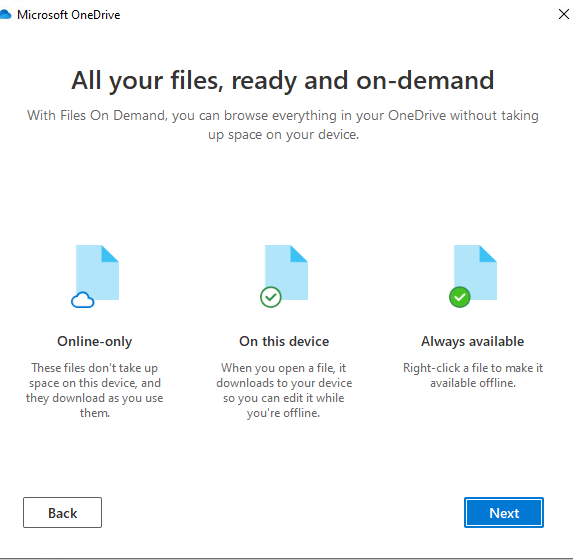 Microsoft OneDrive
All your files, ready and on-demand
With Files On Demand, you can browse everything in your OneDrive without taking
up space on your device.
Online-only
These files don't take up
space on this device, and
they download as you use
them.
On this device
When you open a file, it
downloads to your device
so you can edit it while
you're offline.
Always available
Right-click a file to make it
available offline.
Back
Next